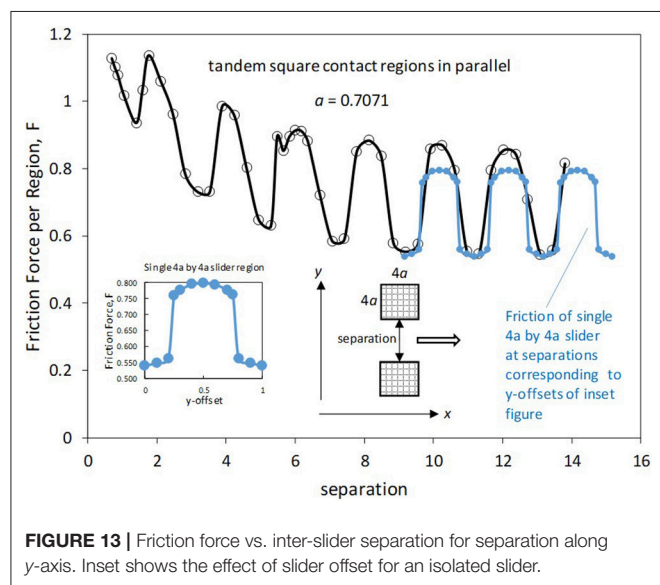 tandem square contact regions in parallel
a = 0.7071
Friction Force per Region, F
1.2
1
0.8
0.6
0.4
0.2
0
0
2
4
6
8
10
12
14
16
separation
Single 4a by 4a slider region
Friction Force, F
0.800
0.750
0.700
0.650
0.600
0.550
0.500
0
0.5
1
y-offset
y
4a
4a
separation
x
Friction of single
4a by 4a slider
at separations
corresponding to
y-offsets of inset
figure
FIGURE 13 | Friction force vs. inter-slider separation for separation along
y-axis. Inset shows the effect of slider offset for an isolated slider.